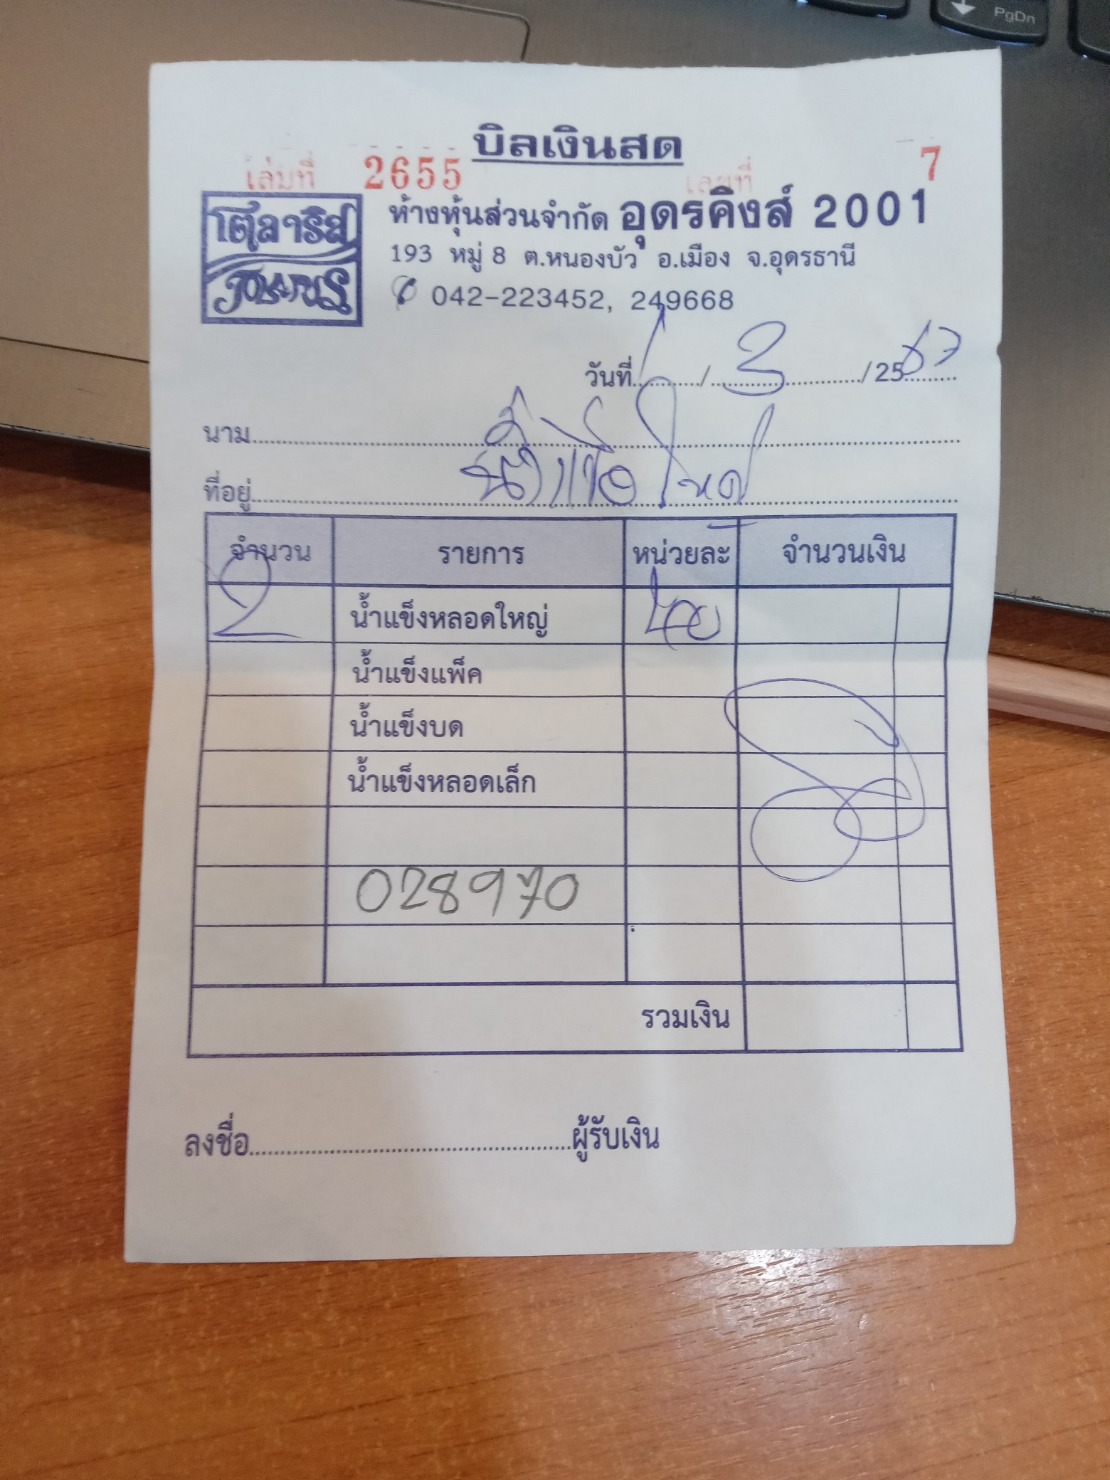 PgDn
บิลเงินสด
เล่มที่ 2655 เลขที่ 7
โตลาริส
TOLARIS
ห้างหุ้นส่วนจำกัด อุดรคิงส์ 2001
193 หมู่ 8 ต.หนองบัว อ.เมือง จ.อุดรธานี
042-223452, 249668
วันที่ / 3 / 2567
นาม
ที่อยู่
จำนวน รายการ หน่วยละ จำนวนเงิน
2 น้ำแข็งหลอดใหญ่ 40
น้ำแข็งแพ็ค
น้ำแข็งบด
น้ำแข็งหลอดเล็ก
028970
รวมเงิน
ลงชื่อ ผู้รับเงิน